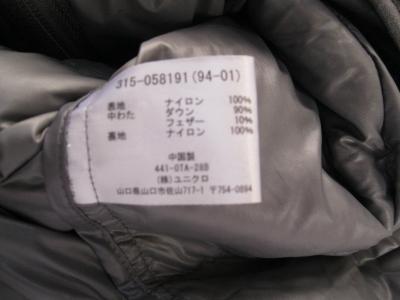 315-058191(94-01)
表地 ナイロン 100%
中わた ダウン 90%
フェザー 10%
裏地 ナイロン 100%
中国製
441-0TA-28B
(株)ユニクロ
山口県山口市佐山717-1 〒754-0894